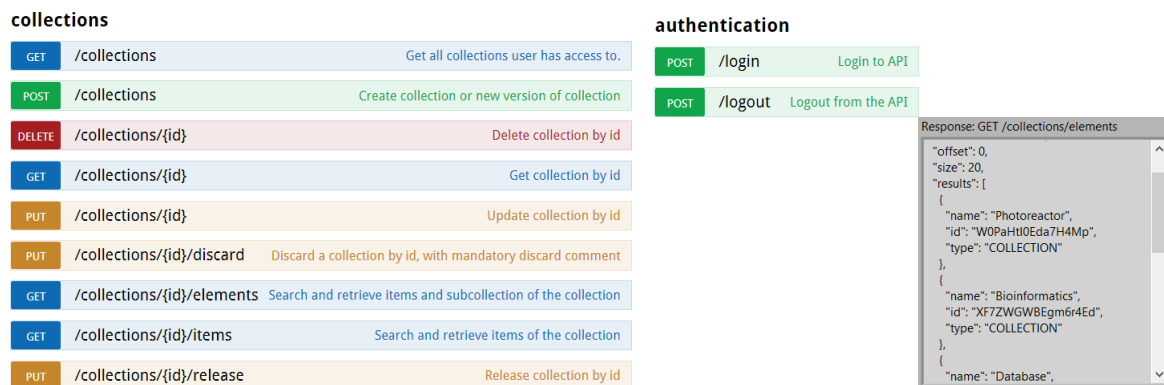 collections
GET /collections Get all collections user has access to.
POST /collections Create collection or new version of collection
DELETE /collections/{id} Delete collection by id
GET /collections/{id} Get collection by id
PUT /collections/{id} Update collection by id
PUT /collections/{id}/discard Discard a collection by id, with mandatory discard comment
GET /collections/{id}/elements Search and retrieve items and subcollection of the collection
GET /collections/{id}/items Search and retrieve items of the collection
PUT /collections/{id}/release Release collection by id
authentication
POST /login Login to API
POST /logout Logout from the API
Response: GET /collections/elements
"offset": 0,
"size": 20,
"results": [
{
"name": "Photoreactor",
"id": "W0PaHtI0Eda7H4Mp",
"type": "COLLECTION"
},
{
"name": "Bioinformatics",
"id": "XF7ZWGWBEgm6r4Ed",
"type": "COLLECTION"
},
{
"name": "Database",